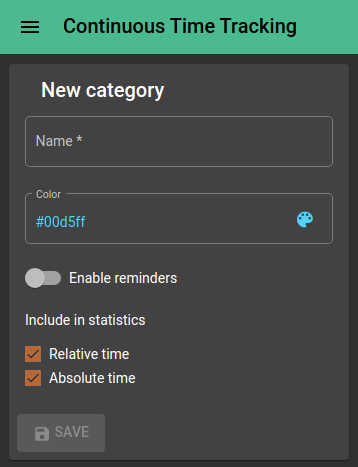 Continuous Time Tracking
New category
Name *
Color
#00d5ff
Enable reminders
Include in statistics
Relative time
Absolute time
SAVE